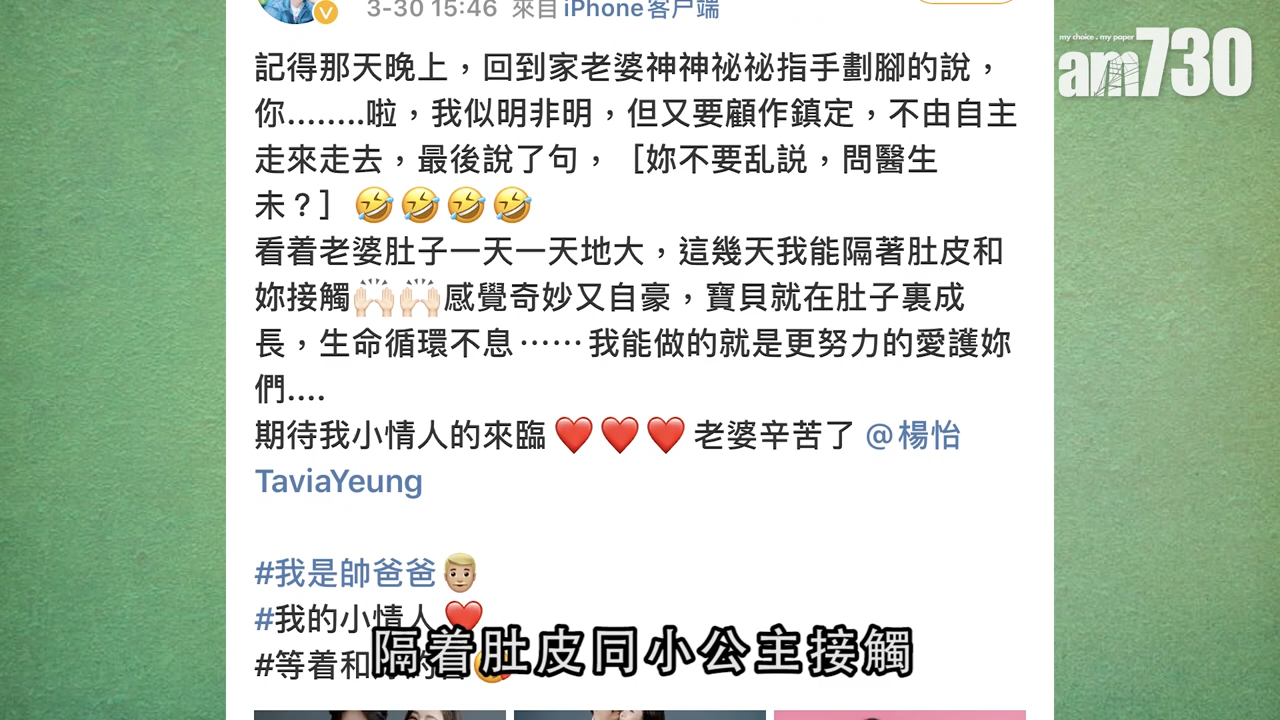 3-30 15:46 來自 iPhone客户端
my choice . my paper
am730
記得那天晚上，回到家老婆神神祕祕指手劃腳的說，
你........啦，我似明非明，但又要顧作鎮定，不由自主
走來走去，最後說了句，［妳不要乱説，問醫生
未？］🤣🤣🤣🤣
看着老婆肚子一天一天地大，這幾天我能隔著肚皮和
妳接觸🙌🏻🙌🏻感覺奇妙又自豪，寶貝就在肚子裏成
長，生命循環不息⋯⋯我能做的就是更努力的愛護妳
們....
期待我小情人的來臨❤️❤️❤️老婆辛苦了 @楊怡
TaviaYeung
#我是帥爸爸👨🏼
#我的小情人❤️
#等着和
隔着肚皮同小公主接觸